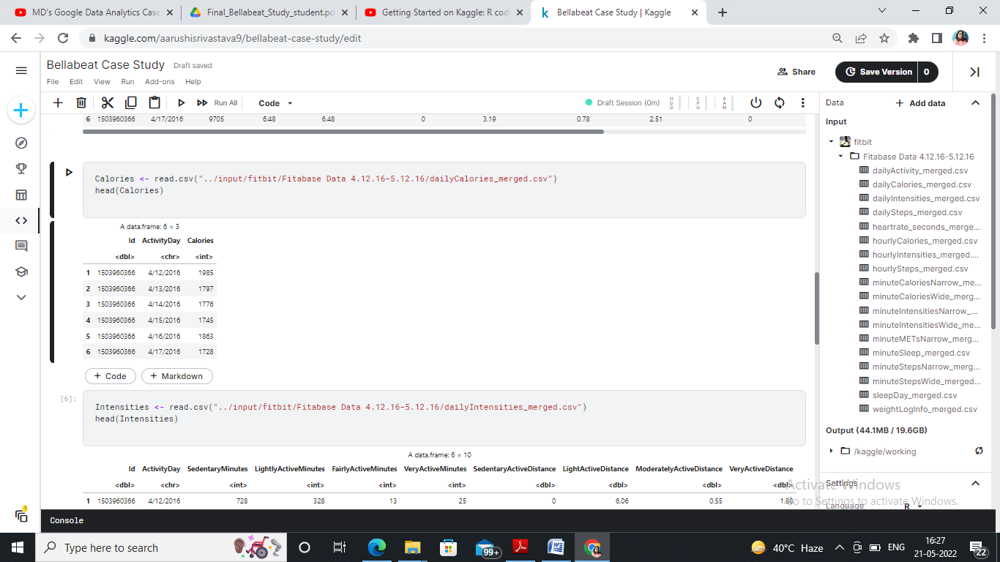 MD's Google Data Analytics Case
Final_Bellabeat_Study_student.pd
Getting Started on Kaggle: R cod
Bellabeat Case Study | Kaggle
kaggle.com/aarushisrivastava9/bellabeat-case-study/edit
Bellabeat Case Study Draft saved
File Edit View Run Add-ons Help
Share
Save Version 0
Run All Code
Draft Session (0m) HDD CPU RAM
6 1503960366 4/17/2016 9705 6.48 6.48 0 3.19 0.78 2.51 0
Calories <- read.csv("../input/fitbit/Fitabase Data 4.12.16-5.12.16/dailyCalories_merged.csv")
head(Calories)
A data.frame: 6 × 3
Id ActivityDay Calories
<dbl> <chr> <int>
1 1503960366 4/12/2016 1985
2 1503960366 4/13/2016 1797
3 1503960366 4/14/2016 1776
4 1503960366 4/15/2016 1745
5 1503960366 4/16/2016 1863
6 1503960366 4/17/2016 1728
+ Code + Markdown
[6]:
Intensities <- read.csv("../input/fitbit/Fitabase Data 4.12.16-5.12.16/dailyIntensities_merged.csv")
head(Intensities)
A data.frame: 6 × 10
Id ActivityDay SedentaryMinutes LightlyActiveMinutes FairlyActiveMinutes VeryActiveMinutes SedentaryActiveDistance LightActiveDistance ModeratelyActiveDistance VeryActiveDistance
<dbl> <chr> <int> <int> <int> <int> <dbl> <dbl> <dbl> <dbl>
1 1503960366 4/12/2016 728 328 13 25 0 6.06 0.55 1.88
Console
Data + Add data
Input
fitbit
Fitabase Data 4.12.16-5.12.16
dailyActivity_merged.csv
dailyCalories_merged.csv
dailyIntensities_merged.csv
dailySteps_merged.csv
heartrate_seconds_merge...
hourlyCalories_merged.csv
hourlyIntensities_merged....
hourlySteps_merged.csv
minuteCaloriesNarrow_me...
minuteCaloriesWide_merg...
minuteIntensitiesNarrow_...
minuteIntensitiesWide_me...
minuteMETsNarrow_merg...
minuteSleep_merged.csv
minuteStepsNarrow_merg...
minuteStepsWide_merged...
sleepDay_merged.csv
weightLogInfo_merged.csv
Output (44.1MB / 19.6GB)
/kaggle/working
Settings
Language R
Activate Windows
Go to Settings to activate Windows.
1
Type here to search
99+
40°C Haze
ENG
16:27
21-05-2022
22